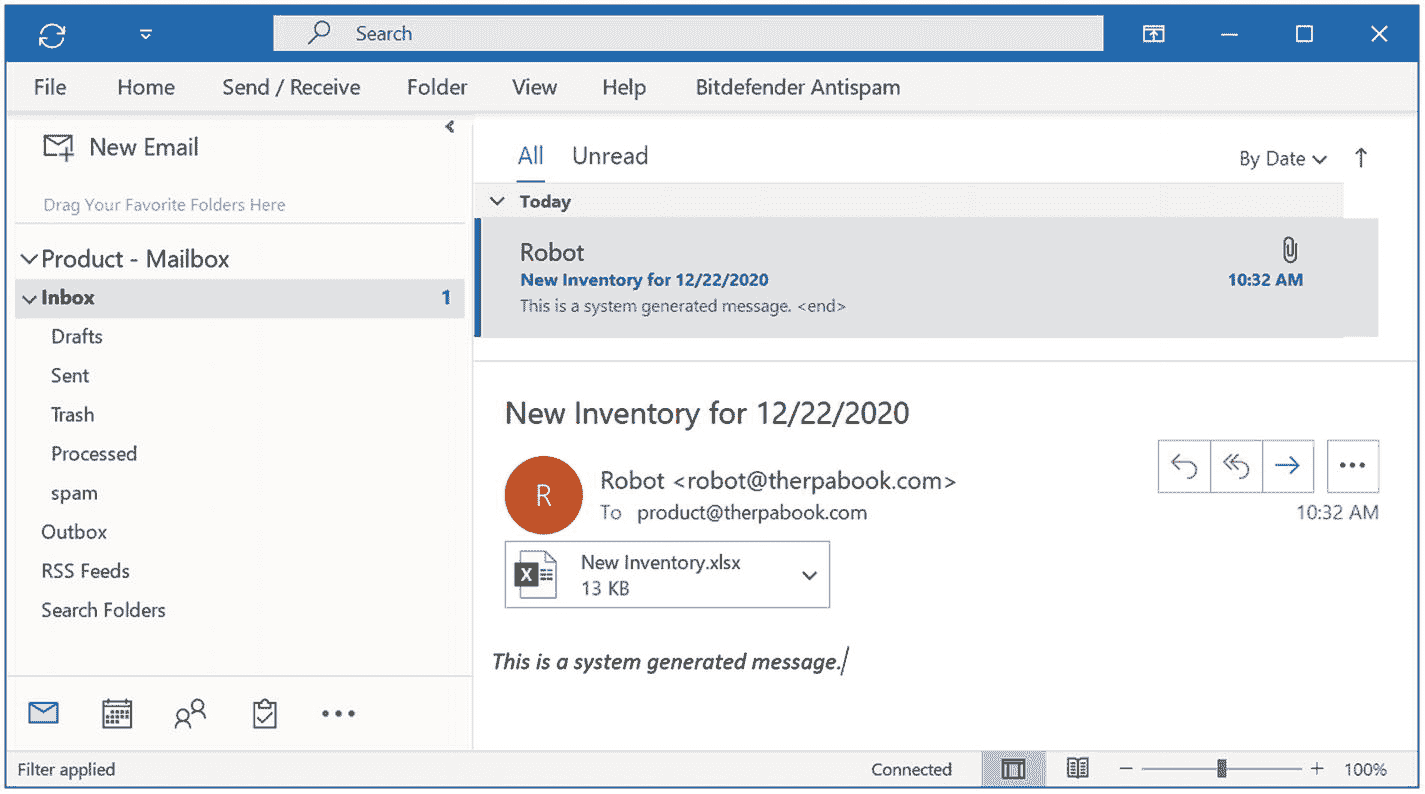 Search
File Home Send / Receive Folder View Help Bitdefender Antispam
New Email
Drag Your Favorite Folders Here
Product - Mailbox
Inbox 1
Drafts
Sent
Trash
Processed
spam
Outbox
RSS Feeds
Search Folders
All Unread By Date
Today
Robot
New Inventory for 12/22/2020 10:32 AM
This is a system generated message. <end>
New Inventory for 12/22/2020
R
Robot <robot@therpabook.com>
To product@therpabook.com 10:32 AM
New Inventory.xlsx
13 KB
This is a system generated message.
Filter applied Connected 100%